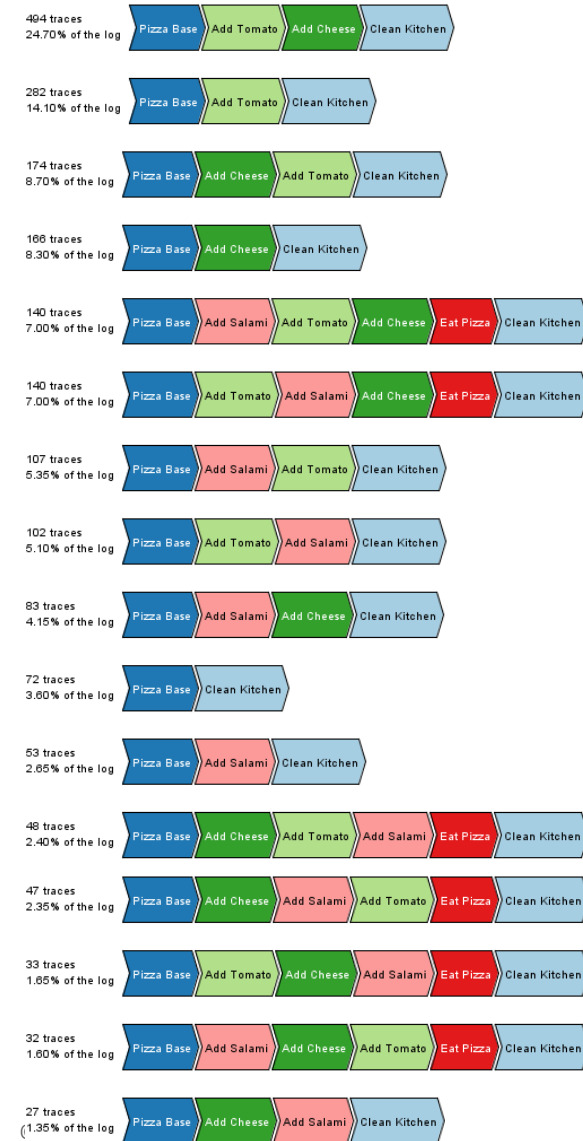 494 traces
24.70% of the log
Pizza Base Add Tomato Add Cheese Clean Kitchen
282 traces
14.10% of the log
Pizza Base Add Tomato Clean Kitchen
174 traces
8.70% of the log
Pizza Base Add Cheese Add Tomato Clean Kitchen
166 traces
8.30% of the log
Pizza Base Add Cheese Clean Kitchen
140 traces
7.00% of the log
Pizza Base Add Salami Add Tomato Add Cheese Eat Pizza Clean Kitchen
140 traces
7.00% of the log
Pizza Base Add Tomato Add Salami Add Cheese Eat Pizza Clean Kitchen
107 traces
5.35% of the log
Pizza Base Add Salami Add Tomato Clean Kitchen
102 traces
5.10% of the log
Pizza Base Add Tomato Add Salami Clean Kitchen
83 traces
4.15% of the log
Pizza Base Add Salami Add Cheese Clean Kitchen
72 traces
3.60% of the log
Pizza Base Clean Kitchen
53 traces
2.65% of the log
Pizza Base Add Salami Clean Kitchen
48 traces
2.40% of the log
Pizza Base Add Cheese Add Tomato Add Salami Eat Pizza Clean Kitchen
47 traces
2.35% of the log
Pizza Base Add Cheese Add Salami Add Tomato Eat Pizza Clean Kitchen
33 traces
1.65% of the log
Pizza Base Add Tomato Add Cheese Add Salami Eat Pizza Clean Kitchen
32 traces
1.60% of the log
Pizza Base Add Salami Add Cheese Add Tomato Eat Pizza Clean Kitchen
27 traces
(1.35% of the log
Pizza Base Add Cheese Add Salami Clean Kitchen